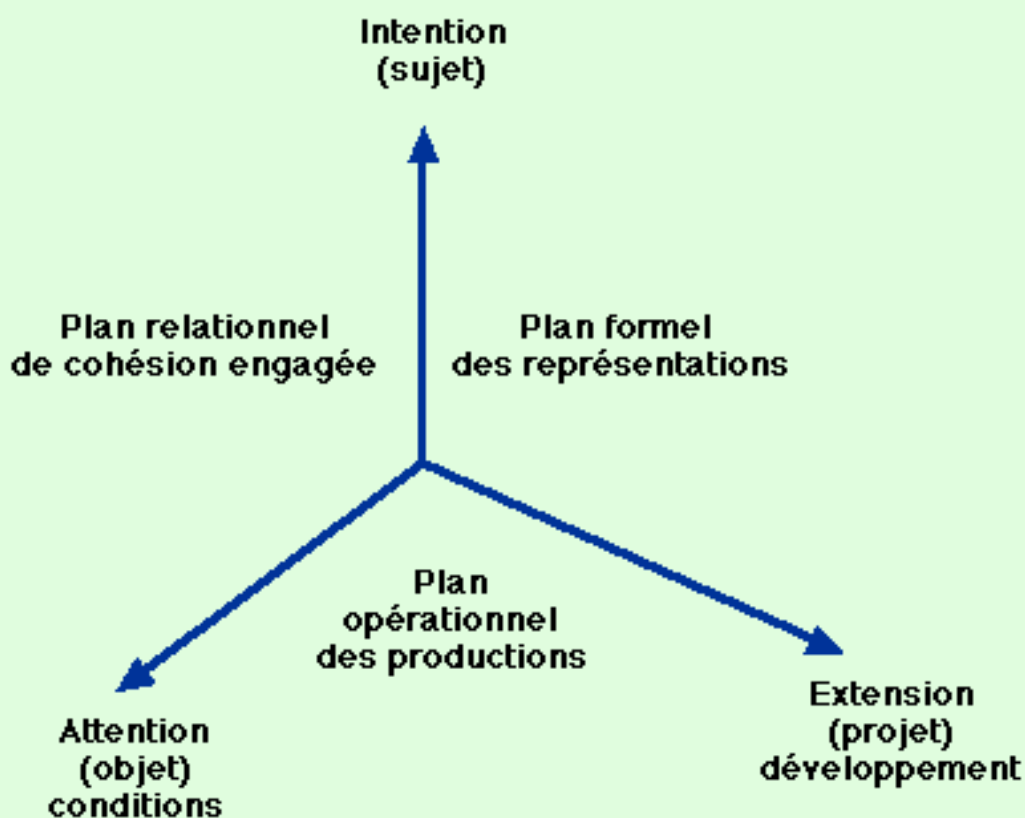 Intention
(sujet)
Plan relationnel
de cohésion engagée
Plan formel
des représentations
Plan
opérationnel
des productions
Attention
(objet)
conditions
Extension
(projet)
développement